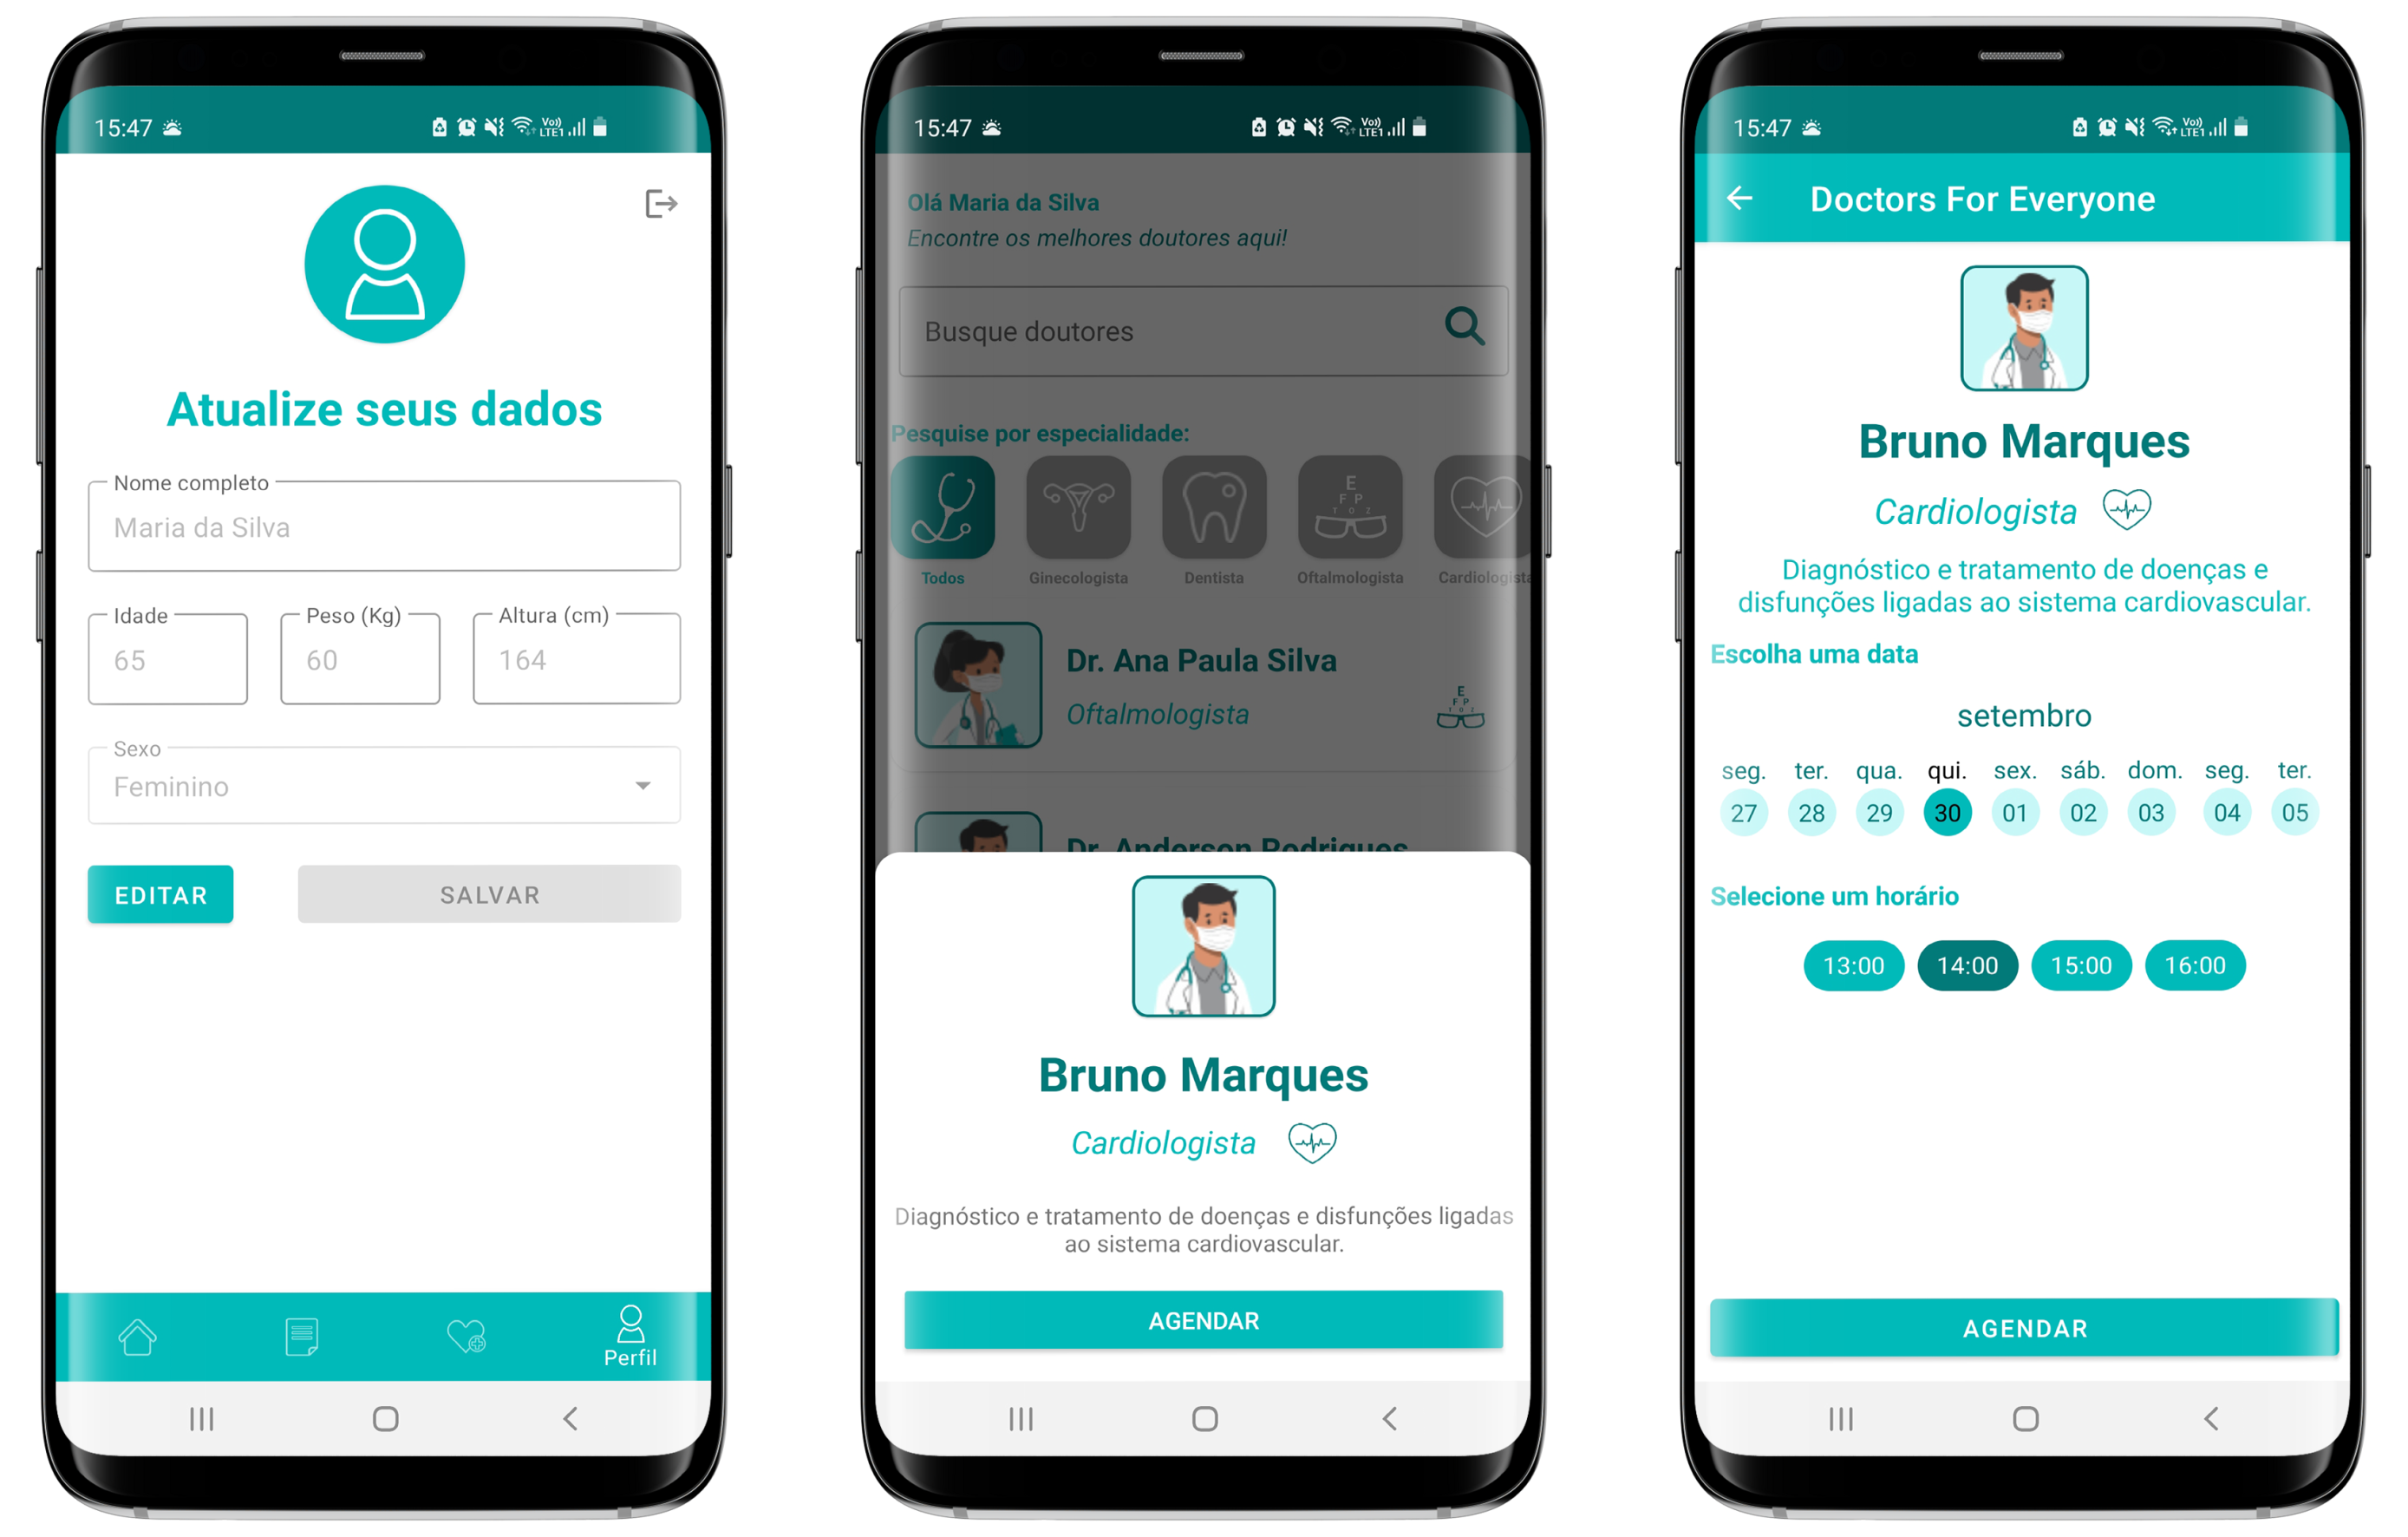 15:47
Vo))
LTE1
Atualize seus dados
Nome completo
Maria da Silva
Idade
Peso (Kg)
Altura (cm)
65
60
164
Sexo
Feminino
EDITAR
SALVAR
Perfil
15:47
Vo))
LTE1
Olá Maria da Silva
Encontre os melhores doutores aqui!
Busque doutores
Pesquise por especialidade:
E
F P
T O Z
Todos
Ginecologista
Dentista
Oftalmologista
Cardiologista
Dr. Ana Paula Silva
Oftalmologista
E
F P
T O Z
Dr. Anderson Rodrigues
Bruno Marques
Cardiologista
Diagnóstico e tratamento de doenças e disfunções ligadas
ao sistema cardiovascular.
AGENDAR
15:47
Vo))
LTE1
Doctors For Everyone
Bruno Marques
Cardiologista
Diagnóstico e tratamento de doenças e
disfunções ligadas ao sistema cardiovascular.
Escolha uma data
setembro
seg. ter. qua. qui. sex. sáb. dom. seg. ter.
27 28 29 30 01 02 03 04 05
Selecione um horário
13:00 14:00 15:00 16:00
AGENDAR